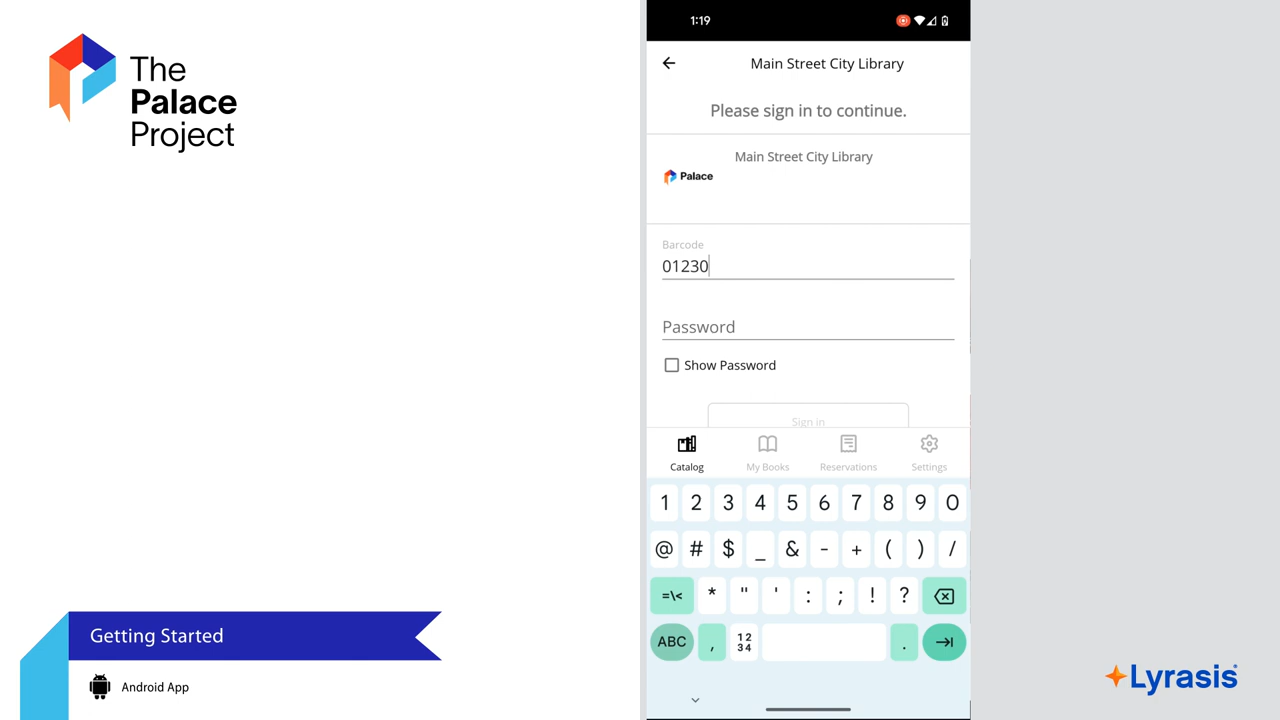 The
Palace
Project
1:19
Main Street City Library
Please sign in to continue.
Main Street City Library
Palace
Barcode
01230
Password
Show Password
Sign in
Catalog
My Books
Reservations
Settings
1 2 3 4 5 6 7 8 9 0
@ # $ _ & - + ( ) /
=\< * " ' : ; ! ?
ABC , 12 34 .
Getting Started
Android App
Lyrasis